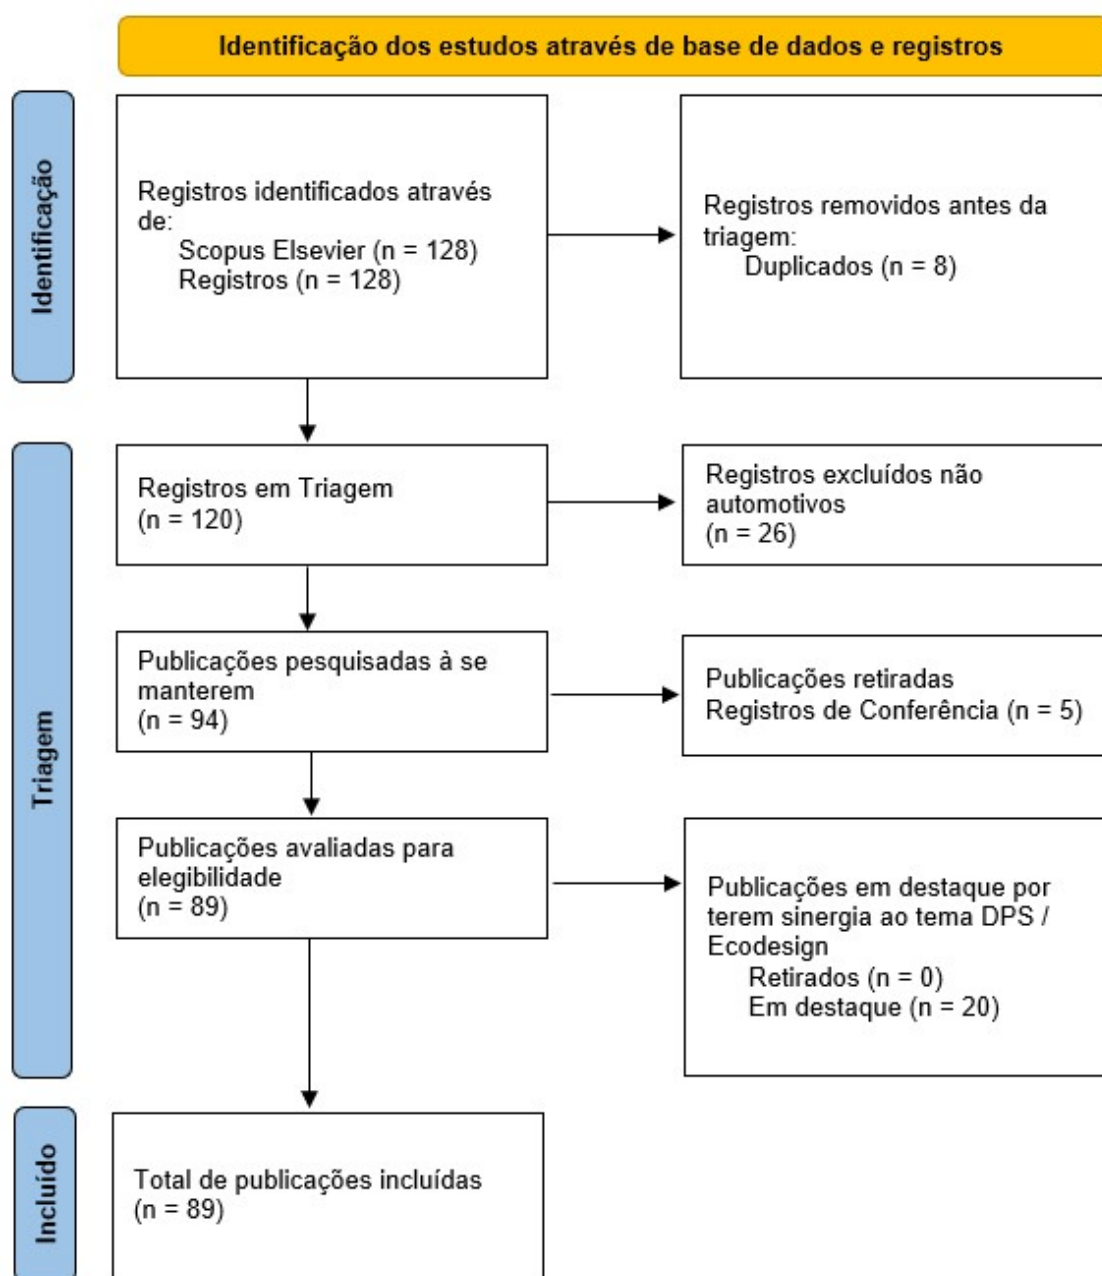 Identificação dos estudos através de base de dados e registros
Identificação
Registros identificados através
de:
Scopus Elsevier (n = 128)
Registros (n = 128)
Registros removidos antes da
triagem:
Duplicados (n = 8)
Triagem
Registros em Triagem
(n = 120)
Registros excluídos não
automotivos
(n = 26)
Publicações pesquisadas à se
manterem
(n = 94)
Publicações retiradas
Registros de Conferência (n = 5)
Publicações avaliadas para
elegibilidade
(n = 89)
Publicações em destaque por
terem sinergia ao tema DPS /
Ecodesign
Retirados (n = 0)
Em destaque (n = 20)
Incluído
Total de publicações incluídas
(n = 89)